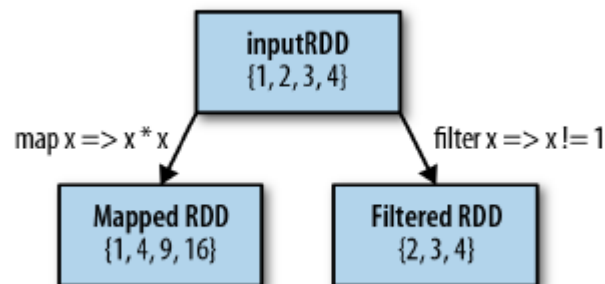 inputRDD
{1, 2, 3, 4}
map x => x * x
filter x => x != 1
Mapped RDD
{1, 4, 9, 16}
Filtered RDD
{2, 3, 4}